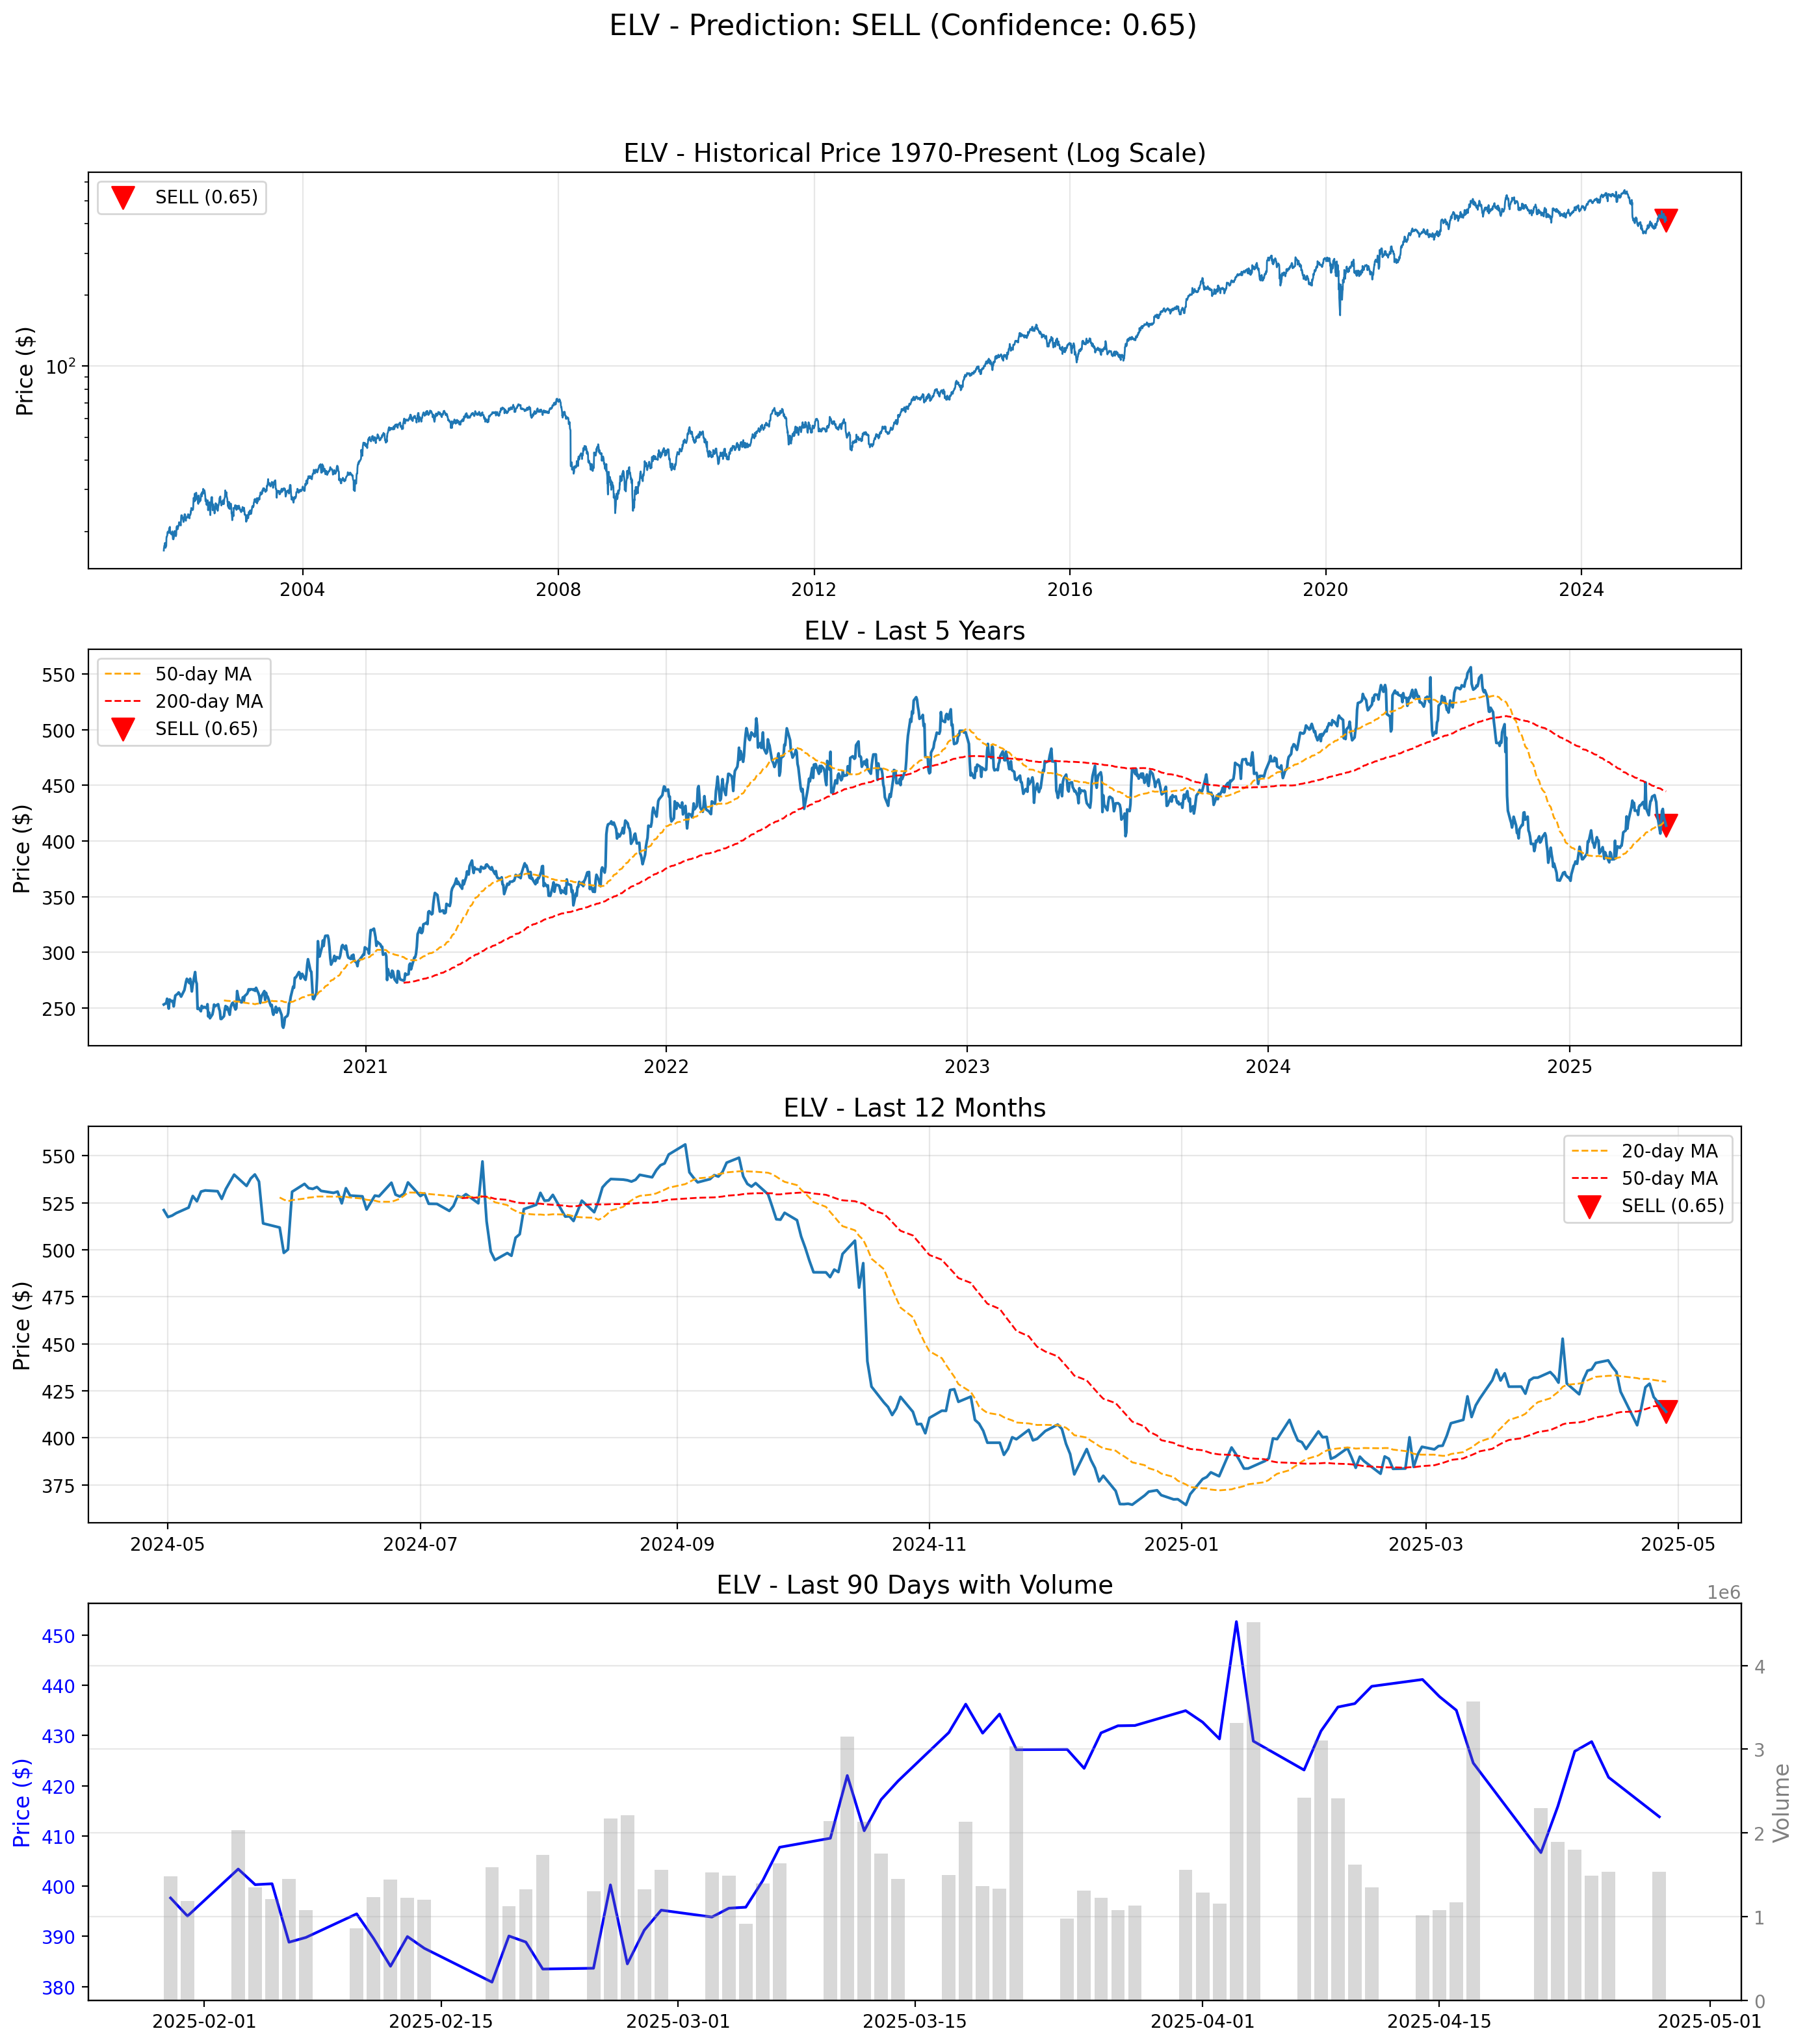 ELV - Prediction: SELL (Confidence: 0.65)
ELV - Historical Price 1970-Present (Log Scale)
SELL (0.65)
Price ($)
10²
2004 2008 2012 2016 2020 2024
ELV - Last 5 Years
50-day MA
200-day MA
SELL (0.65)
Price ($)
550
500
450
400
350
300
250
2021 2022 2023 2024 2025
ELV - Last 12 Months
20-day MA
50-day MA
SELL (0.65)
Price ($)
550
525
500
475
450
425
400
375
2024-05 2024-07 2024-09 2024-11 2025-01 2025-03 2025-05
ELV - Last 90 Days with Volume
1e6
Price ($)
450
440
430
420
410
400
390
380
4
3
2
1
0
Volume
2025-02-01 2025-02-15 2025-03-01 2025-03-15 2025-04-01 2025-04-15 2025-05-01